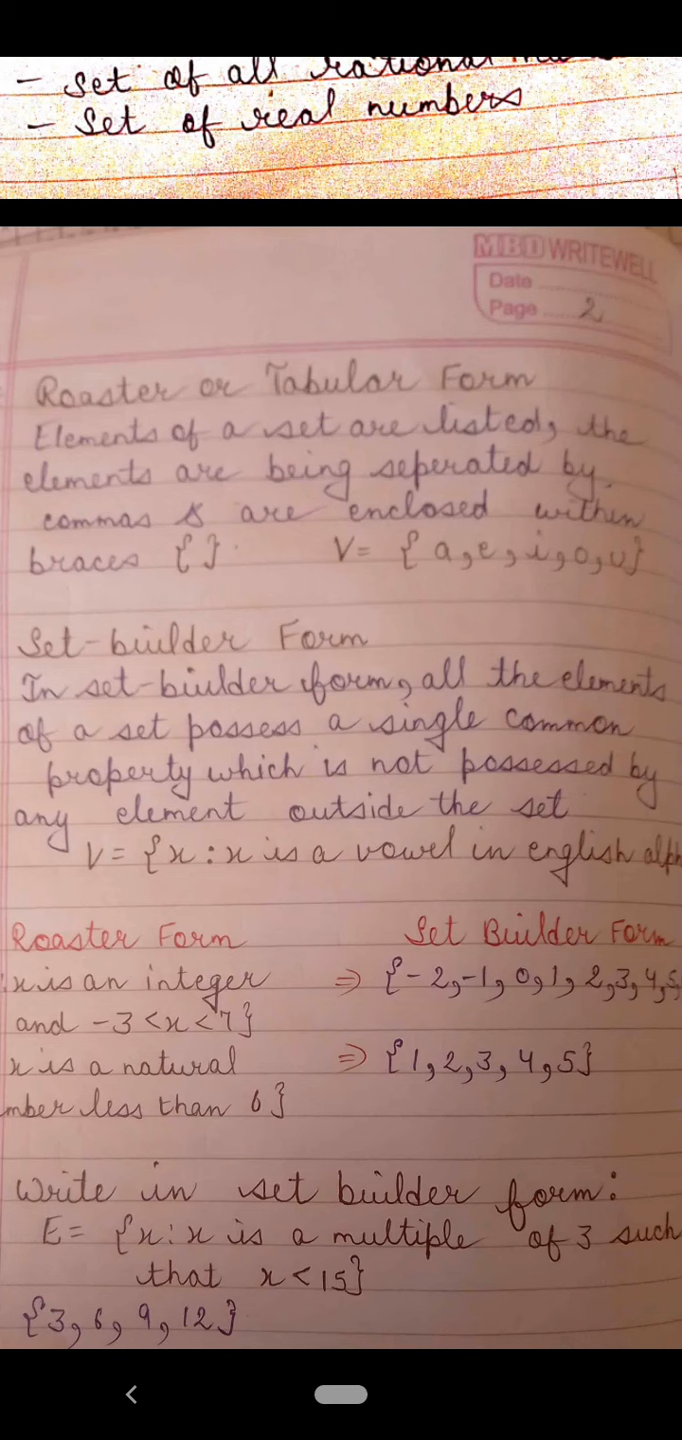 - Set of all rational
- Set of real numbers
MBD WRITEWELL
Date
Page 2
Roaster or Tabular Form
Elements of a set are listed, the
elements are being seperated by
commas & are enclosed within
braces { } V = { a, e, i, o, u}
Set-builder Form
In set-builder form, all the elements
of a set possess a single common
property which is not possessed by
any element outside the set
V = {x : x is a vowel in english alph
Roaster Form Set Builder Form
: x is an integer ⇒ {-2, -1, 0, 1, 2, 3, 4, 5,
and -3 < x < 7}
x is a natural ⇒ {1, 2, 3, 4, 5}
mber less than 6}
Write in set builder form:
E = {x : x is a multiple of 3 such
that x < 15}
{3, 6, 9, 12}